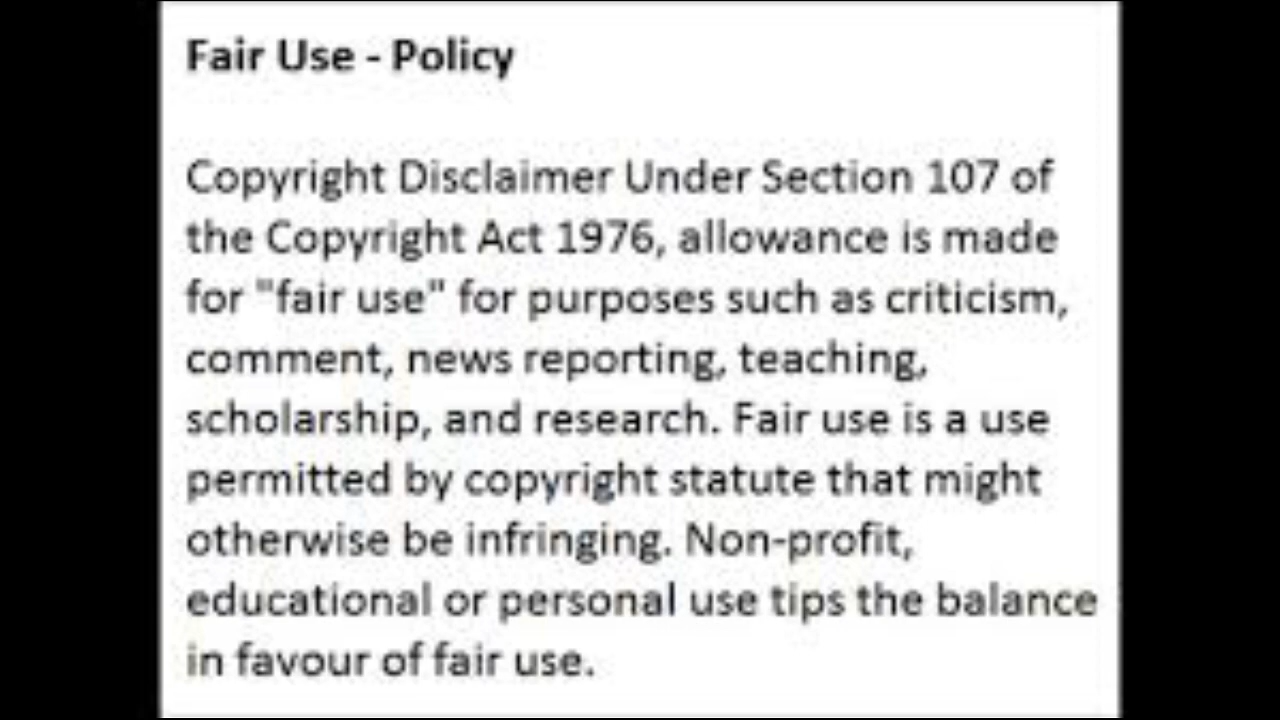 Fair Use - Policy
Copyright Disclaimer Under Section 107 of
the Copyright Act 1976, allowance is made
for "fair use" for purposes such as criticism,
comment, news reporting, teaching,
scholarship, and research. Fair use is a use
permitted by copyright statute that might
otherwise be infringing. Non-profit,
educational or personal use tips the balance
in favour of fair use.